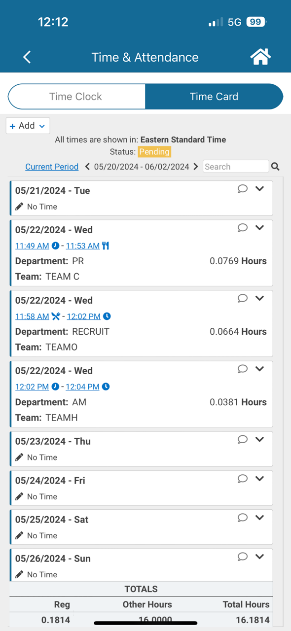 12:12
5G 99
Time & Attendance
Time Clock Time Card
+ Add
All times are shown in: Eastern Standard Time
Status: Pending
Current Period 05/20/2024 - 06/02/2024 Search
05/21/2024 - Tue
No Time
05/22/2024 - Wed
11:49 AM - 11:53 AM
Department: PR 0.0769 Hours
Team: TEAM C
05/22/2024 - Wed
11:58 AM - 12:02 PM
Department: RECRUIT 0.0664 Hours
Team: TEAMO
05/22/2024 - Wed
12:02 PM - 12:04 PM
Department: AM 0.0381 Hours
Team: TEAMH
05/23/2024 - Thu
No Time
05/24/2024 - Fri
No Time
05/25/2024 - Sat
No Time
05/26/2024 - Sun
No Time
TOTALS
Reg Other Hours Total Hours
0.1814 16.0000 16.1814